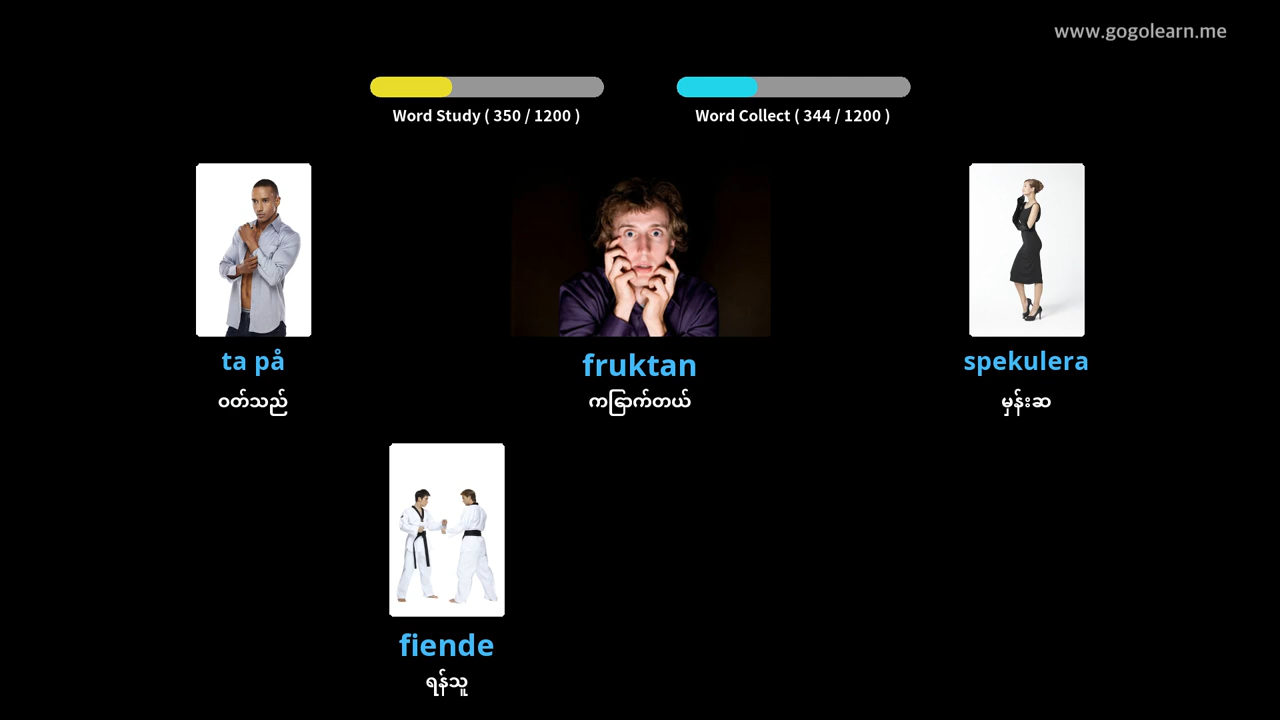 www.gogolearn.me
Word Study ( 350 / 1200 )
Word Collect ( 344 / 1200 )
ta på
fruktan
spekulera
ဝတ်သည်
ကြောက်တယ်
မှန်းဆ
fiende
ရန်သူ